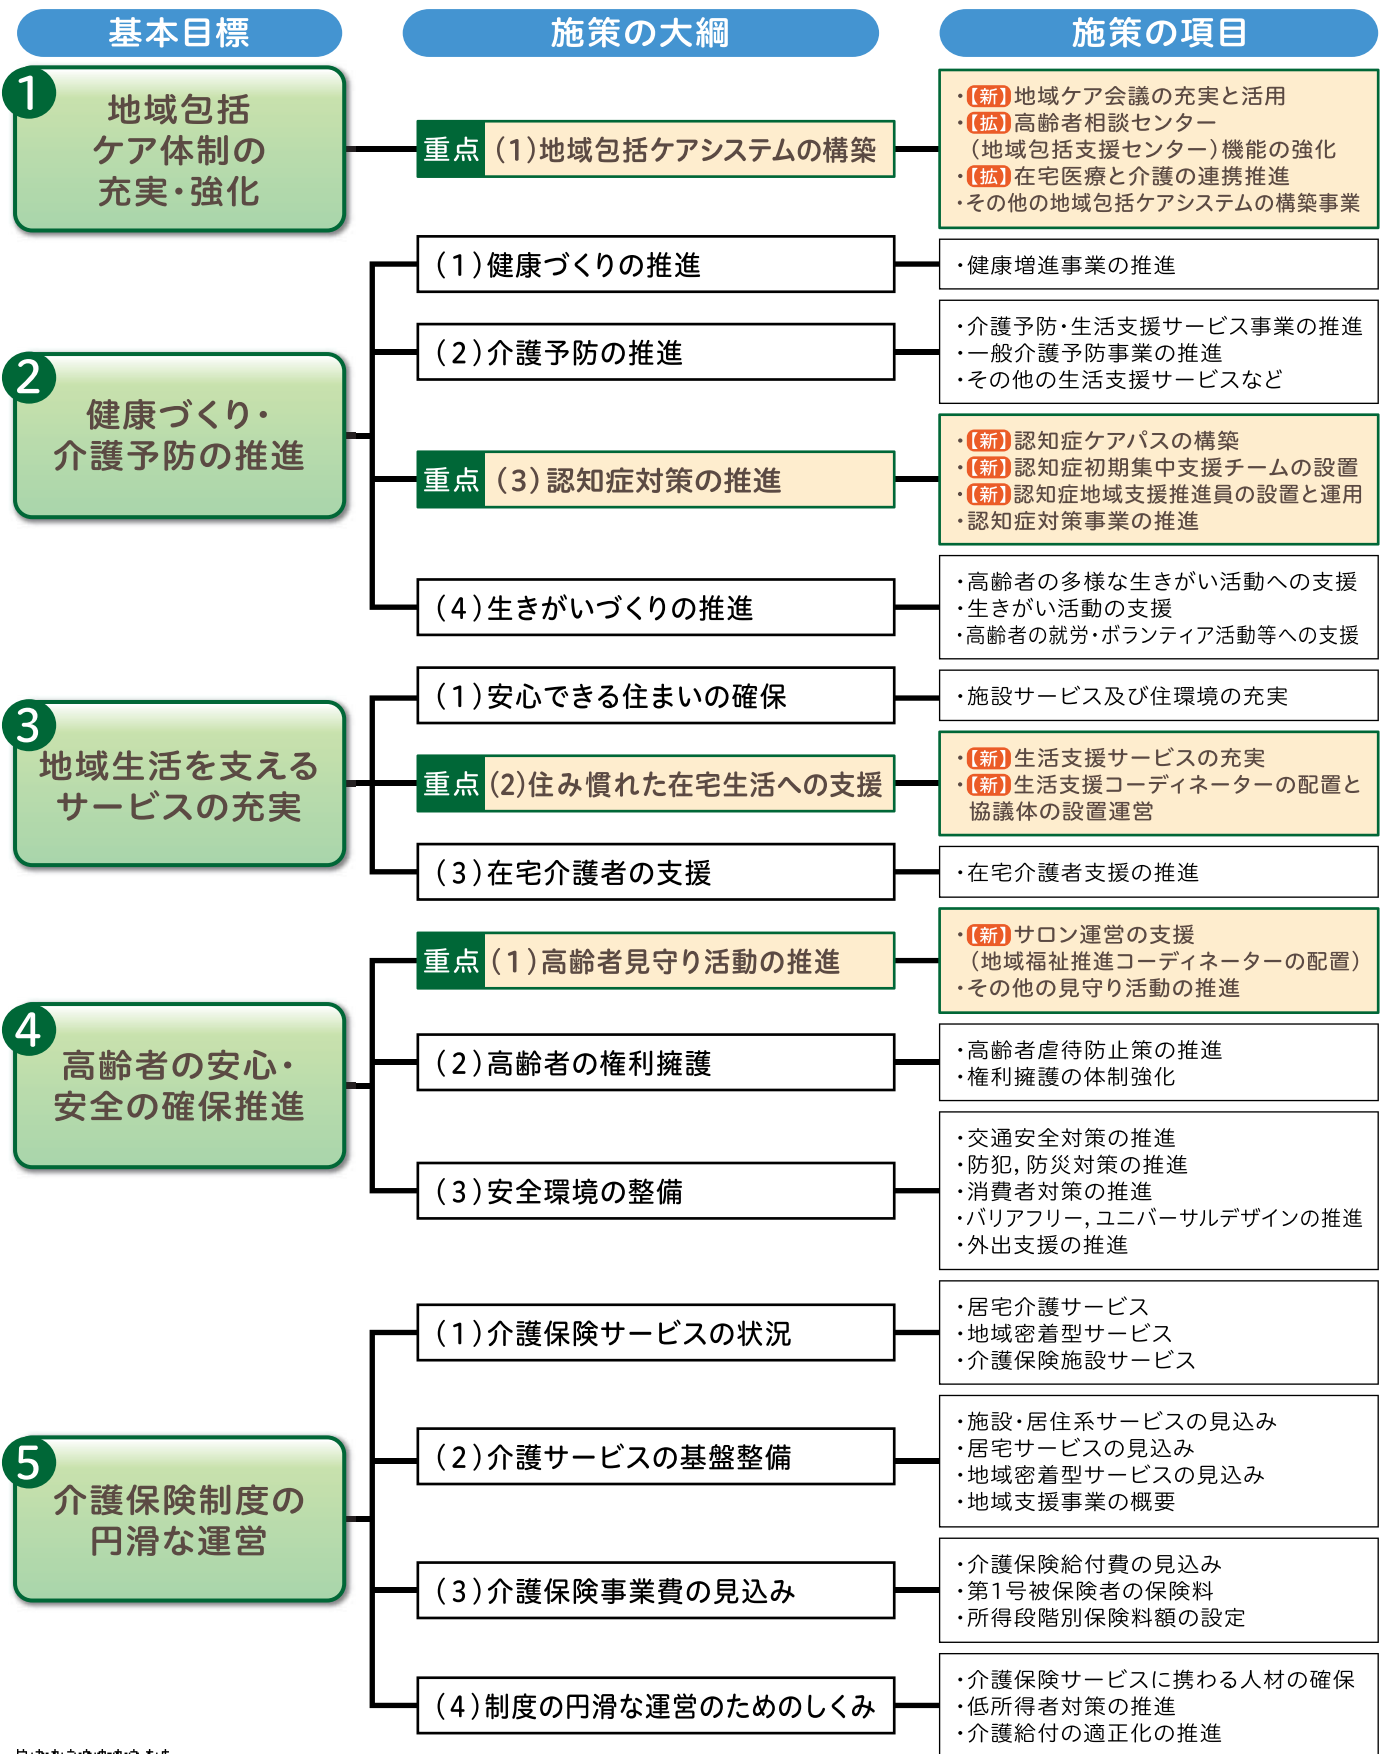 基本目標
施策の大綱
施策の項目
1
地域包括
ケア体制の
充実・強化
重点 (1)地域包括ケアシステムの構築
・【新】地域ケア会議の充実と活用
・【拡】高齢者相談センター
(地域包括支援センター)機能の強化
・【拡】在宅医療と介護の連携推進
・その他の地域包括ケアシステムの構築事業
2
健康づくり・
介護予防の推進
(1)健康づくりの推進
・健康増進事業の推進
(2)介護予防の推進
・介護予防・生活支援サービス事業の推進
・一般介護予防事業の推進
・その他の生活支援サービスなど
重点 (3)認知症対策の推進
・【新】認知症ケアパスの構築
・【新】認知症初期集中支援チームの設置
・【新】認知症地域支援推進員の設置と運用
・認知症対策事業の推進
(4)生きがいづくりの推進
・高齢者の多様な生きがい活動への支援
・生きがい活動の支援
・高齢者の就労・ボランティア活動等への支援
3
地域生活を支える
サービスの充実
(1)安心できる住まいの確保
・施設サービス及び住環境の充実
重点 (2)住み慣れた在宅生活への支援
・【新】生活支援サービスの充実
・【新】生活支援コーディネーターの配置と
協議体の設置運営
(3)在宅介護者の支援
・在宅介護者支援の推進
4
高齢者の安心・
安全の確保推進
重点 (1)高齢者見守り活動の推進
・【新】サロン運営の支援
(地域福祉推進コーディネーターの配置)
・その他の見守り活動の推進
(2)高齢者の権利擁護
・高齢者虐待防止策の推進
・権利擁護の体制強化
(3)安全環境の整備
・交通安全対策の推進
・防犯,防災対策の推進
・消費者対策の推進
・バリアフリー,ユニバーサルデザインの推進
・外出支援の推進
5
介護保険制度の
円滑な運営
(1)介護保険サービスの状況
・居宅介護サービス
・地域密着型サービス
・介護保険施設サービス
(2)介護サービスの基盤整備
・施設・居住系サービスの見込み
・居宅サービスの見込み
・地域密着型サービスの見込み
・地域支援事業の概要
(3)介護保険事業費の見込み
・介護保険給付費の見込み
・第1号被保険者の保険料
・所得段階別保険料額の設定
(4)制度の円滑な運営のためのしくみ
・介護保険サービスに携わる人材の確保
・低所得者対策の推進
・介護給付の適正化の推進